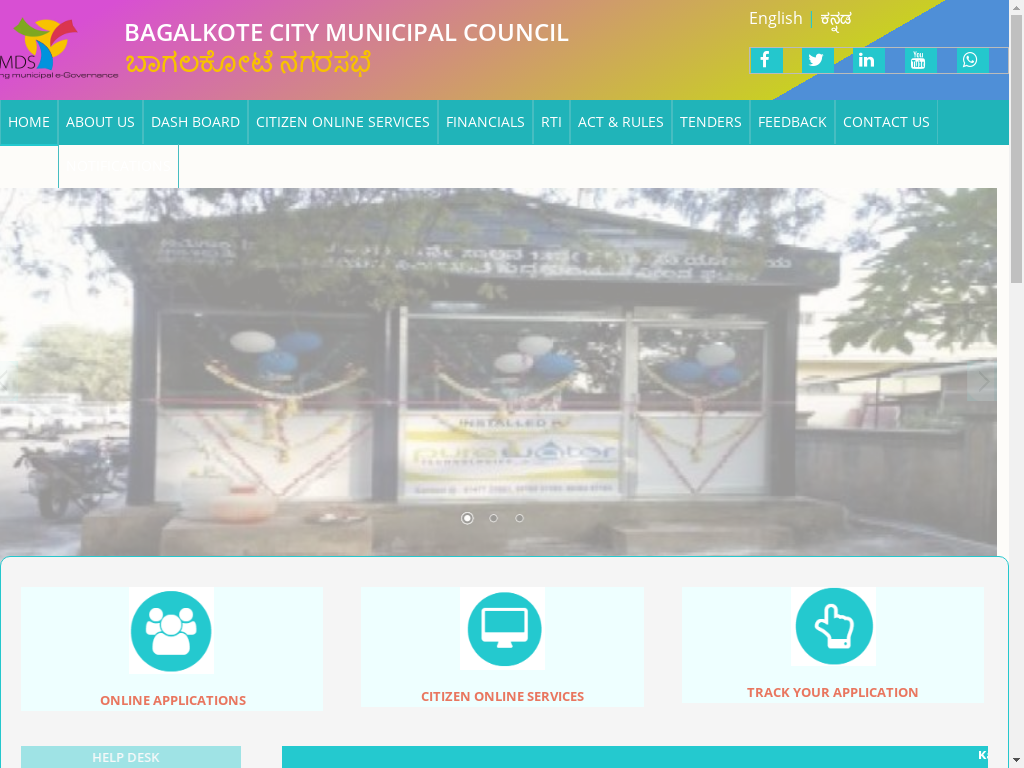 English | ಕನ್ನಡ
BAGALKOTE CITY MUNICIPAL COUNCIL
ಬಾಗಲಕೋಟೆ ನಗರಸಭೆ
MDS
ng municipal e-Governance
HOME ABOUT US DASH BOARD CITIZEN ONLINE SERVICES FINANCIALS RTI ACT & RULES TENDERS FEEDBACK CONTACT US
INSTALLED
pure water
ONLINE APPLICATIONS
CITIZEN ONLINE SERVICES
TRACK YOUR APPLICATION
HELP DESK